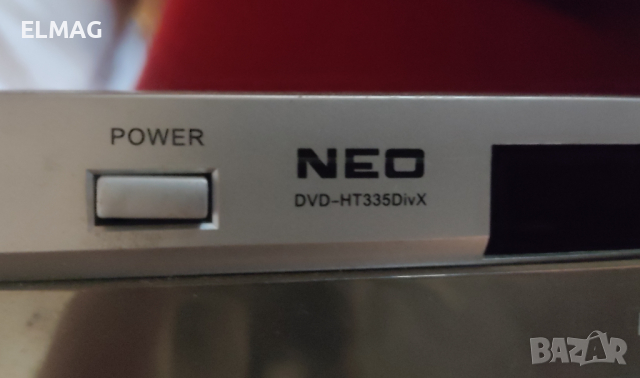 ELMAG
POWER
NEO
DVD-HT335DivX
BAZAR